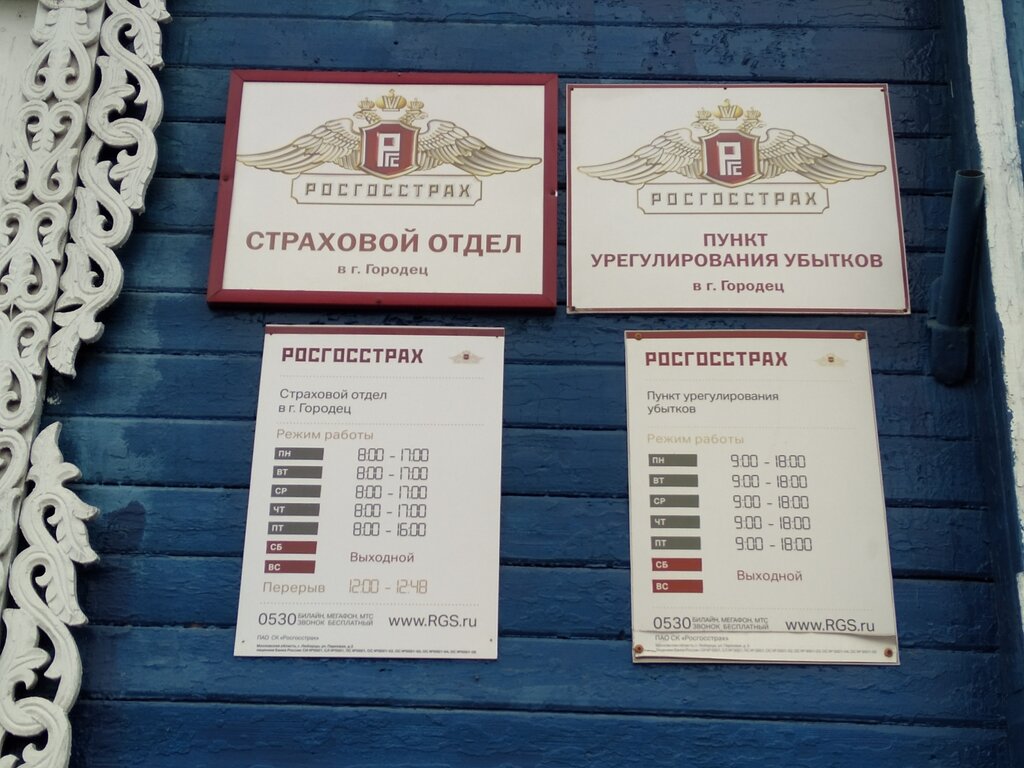 РГС
РОСГОССТРАХ
СТРАХОВОЙ ОТДЕЛ
в г. Городец
РГС
РОСГОССТРАХ
ПУНКТ
УРЕГУЛИРОВАНИЯ УБЫТКОВ
в г. Городец
РОСГОССТРАХ
Страховой отдел
в г. Городец
Режим работы
ПН 8:00 - 17:00
ВТ 8:00 - 17:00
СР 8:00 - 17:00
ЧТ 8:00 - 17:00
ПТ 8:00 - 16:00
СБ
Выходной
ВС
Перерыв 12:00 - 12:48
0530 БИЛАЙН, МЕГАФОН, МТС
ЗВОНОК БЕСПЛАТНЫЙ
www.RGS.ru
ПАО СК «Росгосстрах»
РОСГОССТРАХ
Пункт урегулирования
убытков
Режим работы
ПН 9:00 - 18:00
ВТ 9:00 - 18:00
СР 9:00 - 18:00
ЧТ 9:00 - 18:00
ПТ 9:00 - 18:00
СБ
Выходной
ВС
0530 БИЛАЙН, МЕГАФОН, МТС
ЗВОНОК БЕСПЛАТНЫЙ
www.RGS.ru
ПАО СК «Росгосстрах»